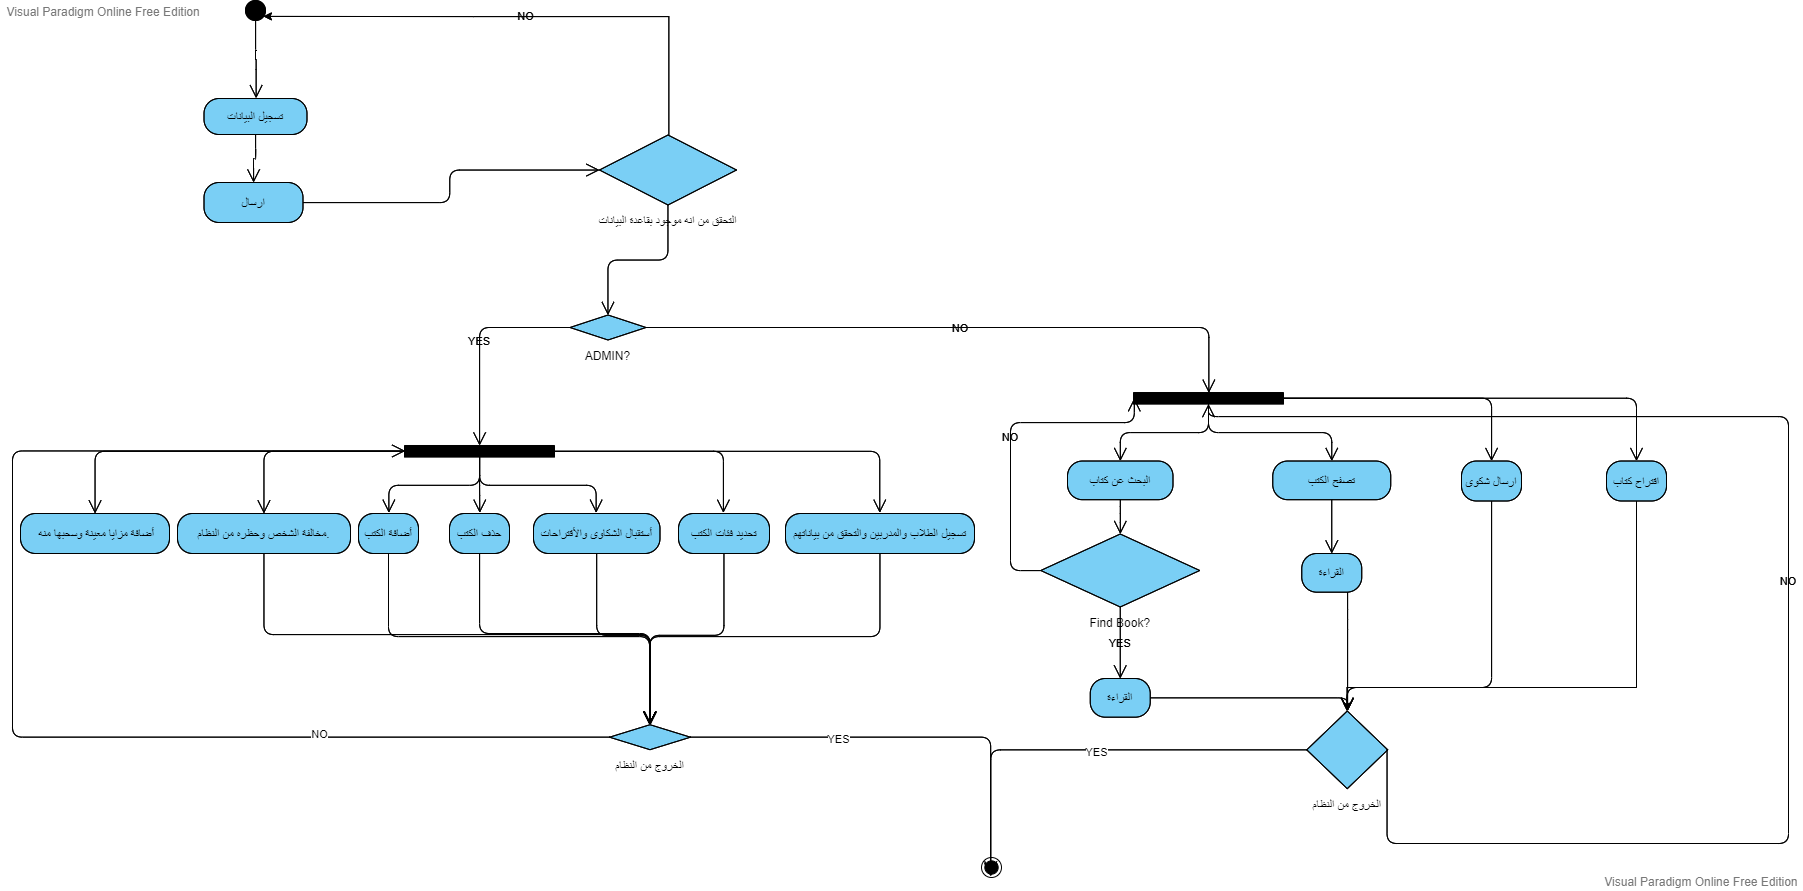 Visual Paradigm Online Free Edition
NO
تسجيل البيانات
ارسال
التحقق من انه موجود بقاعدة البيانات
NO
YES
ADMIN?
NO
أضافة مزايا معينة وسحبها منه
مخالفة الشخص وحظره من النظام.
أضافة الكتب
حذف الكتب
أستقبال الشكاوى والأقتراحات
تحديد فئات الكتب
تسجيل الطلاب والمدربين والتحقق من بياناتهم
البحث عن كتاب
تصفح الكتب
ارسال شكوى
اقتراح كتاب
القراءة
NO
Find Book?
YES
القراءة
NO
YES
الخروج من النظام
YES
الخروج من النظام
Visual Paradigm Online Free Edition